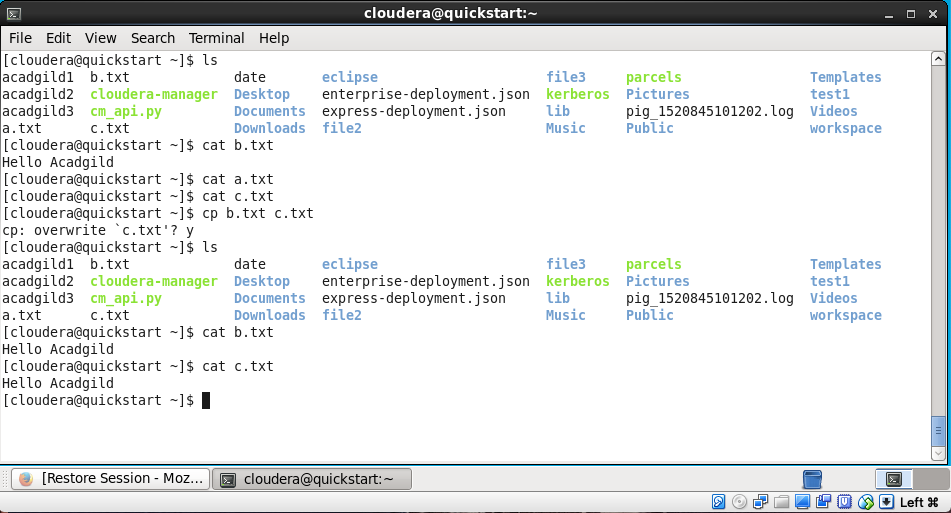 cloudera@quickstart:~
File Edit View Search Terminal Help
[cloudera@quickstart ~]$ ls
acadgild1 b.txt date eclipse file3 parcels Templates
acadgild2 cloudera-manager Desktop enterprise-deployment.json kerberos Pictures test1
acadgild3 cm_api.py Documents express-deployment.json lib pig_1520845101202.log Videos
a.txt c.txt Downloads file2 Music Public workspace
[cloudera@quickstart ~]$ cat b.txt
Hello Acadgild
[cloudera@quickstart ~]$ cat a.txt
[cloudera@quickstart ~]$ cat c.txt
[cloudera@quickstart ~]$ cp b.txt c.txt
cp: overwrite `c.txt'? y
[cloudera@quickstart ~]$ ls
acadgild1 b.txt date eclipse file3 parcels Templates
acadgild2 cloudera-manager Desktop enterprise-deployment.json kerberos Pictures test1
acadgild3 cm_api.py Documents express-deployment.json lib pig_1520845101202.log Videos
a.txt c.txt Downloads file2 Music Public workspace
[cloudera@quickstart ~]$ cat b.txt
Hello Acadgild
[cloudera@quickstart ~]$ cat c.txt
Hello Acadgild
[cloudera@quickstart ~]$
[Restore Session - Moz... cloudera@quickstart:~
Left ⌘